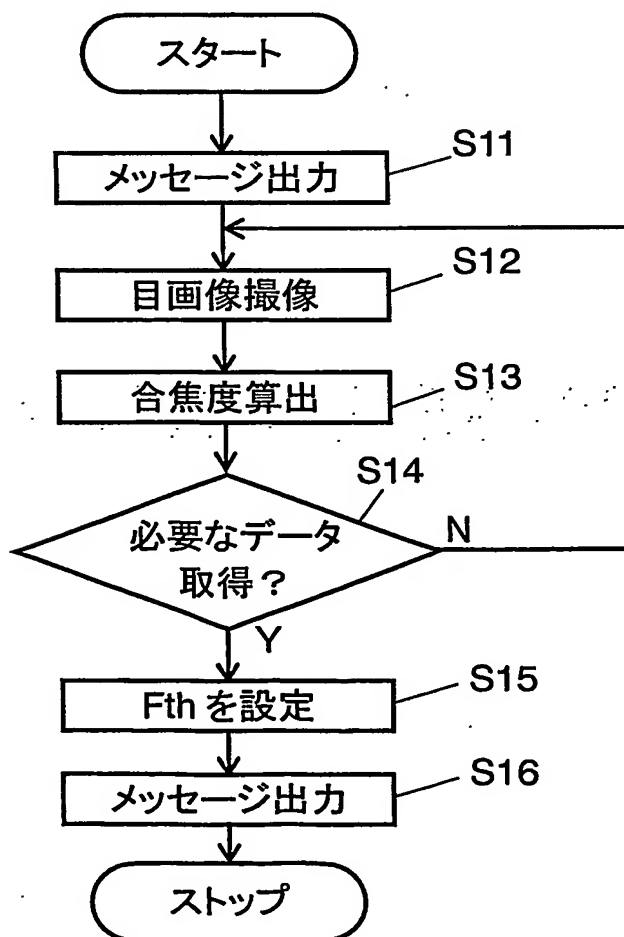 スタート
S11
メッセージ出力
S12
目画像撮像
S13
合焦度算出
S14
必要なデータ
取得？
N
Y
S15
Fthを設定
S16
メッセージ出力
ストップ